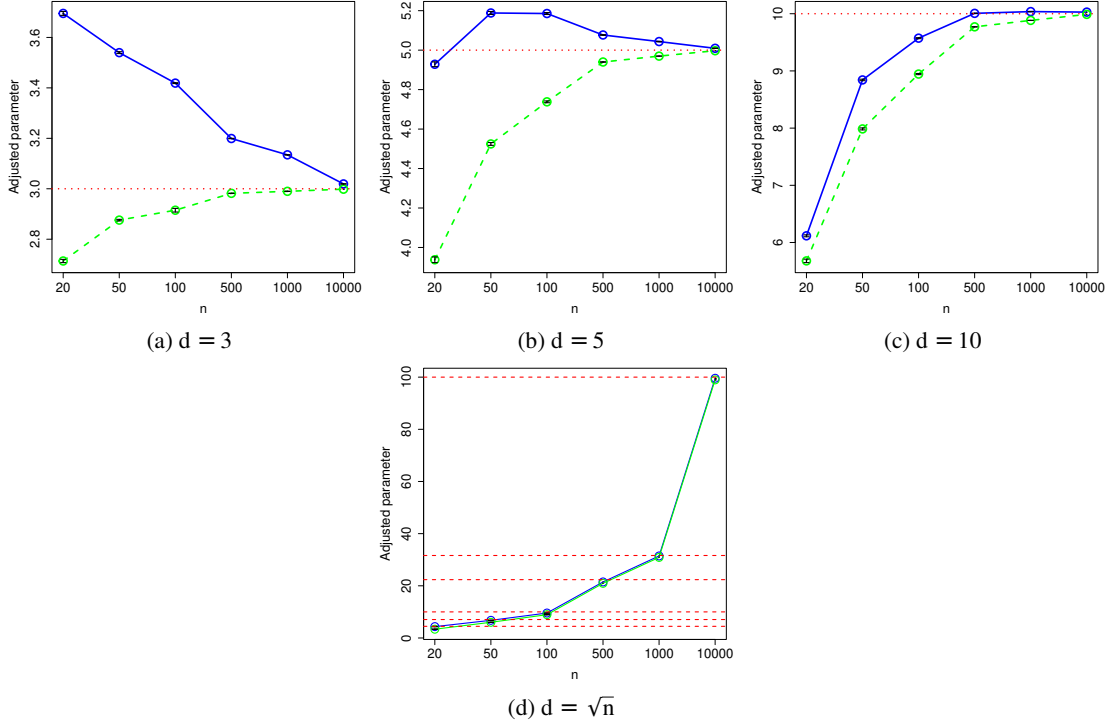 Adjusted parameter
2.8 3.0 3.2 3.4 3.6
20 50 100 500 1000 10000
n
(a) d = 3
Adjusted parameter
4.0 4.2 4.4 4.6 4.8 5.0 5.2
20 50 100 500 1000 10000
n
(b) d = 5
Adjusted parameter
6 7 8 9 10
20 50 100 500 1000 10000
n
(c) d = 10
Adjusted parameter
0 20 40 60 80 100
20 50 100 500 1000 10000
n
(d) d = √n